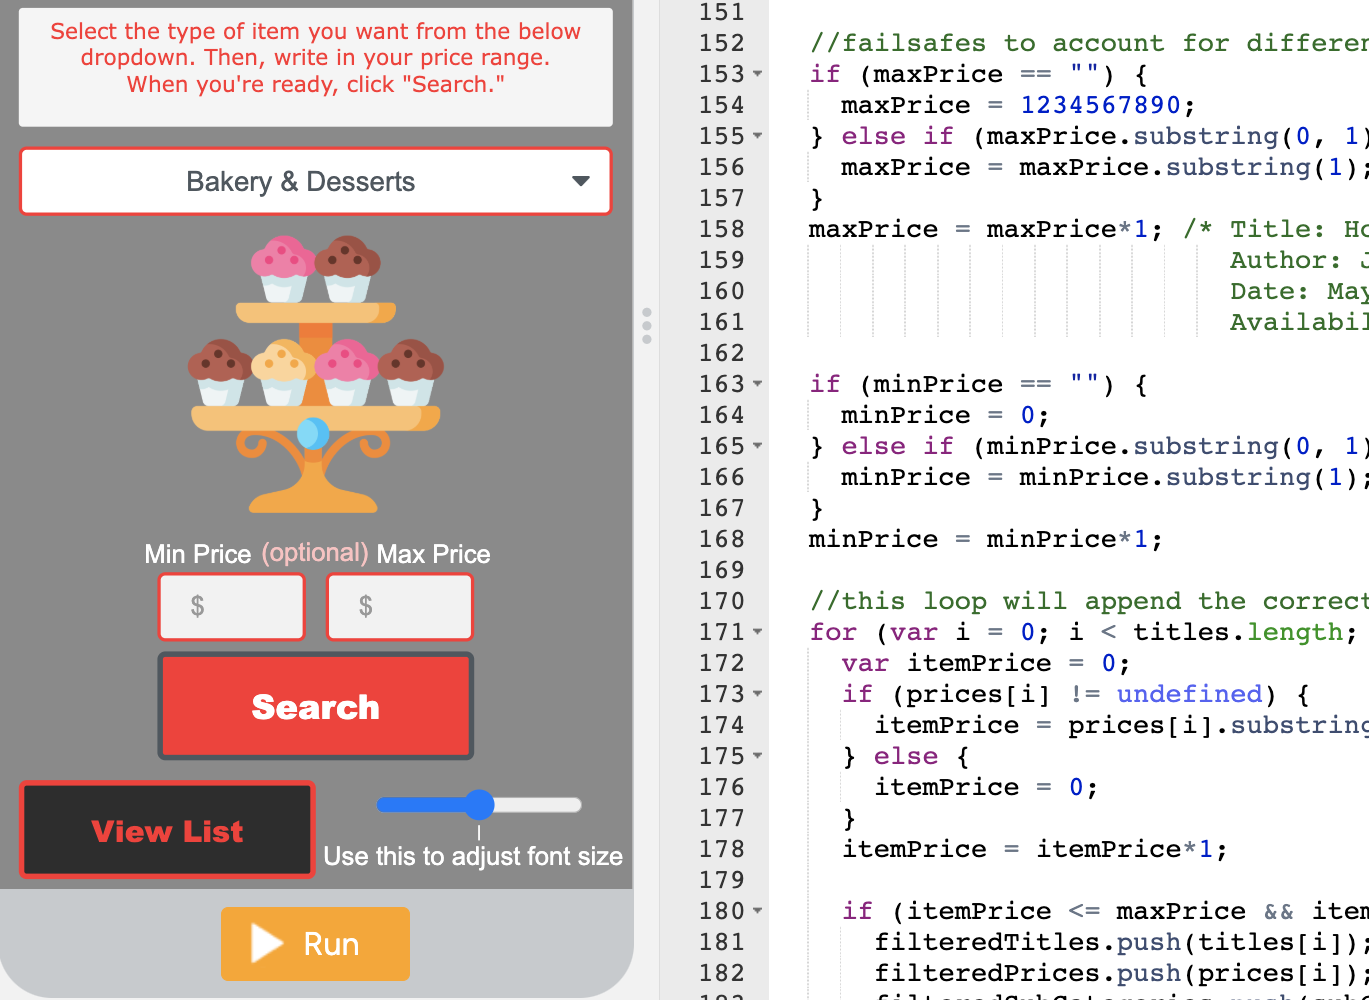 Select the type of item you want from the below
dropdown. Then, write in your price range.
When you're ready, click "Search."
Bakery & Desserts
Min Price (optional) Max Price
$ $
Search
View List
Use this to adjust font size
Run
151
152 //failsafes to account for differen
153 if (maxPrice == "") {
154 maxPrice = 1234567890;
155 } else if (maxPrice.substring(0, 1)
156 maxPrice = maxPrice.substring(1);
157 }
158 maxPrice = maxPrice*1; /* Title: Ho
159 Author: J
160 Date: May
161 Availabil
162
163 if (minPrice == "") {
164 minPrice = 0;
165 } else if (minPrice.substring(0, 1)
166 minPrice = minPrice.substring(1);
167 }
168 minPrice = minPrice*1;
169
170 //this loop will append the correct
171 for (var i = 0; i < titles.length;
172 var itemPrice = 0;
173 if (prices[i] != undefined) {
174 itemPrice = prices[i].substring
175 } else {
176 itemPrice = 0;
177 }
178 itemPrice = itemPrice*1;
179
180 if (itemPrice <= maxPrice && item
181 filteredTitles.push(titles[i]);
182 filteredPrices.push(prices[i]);